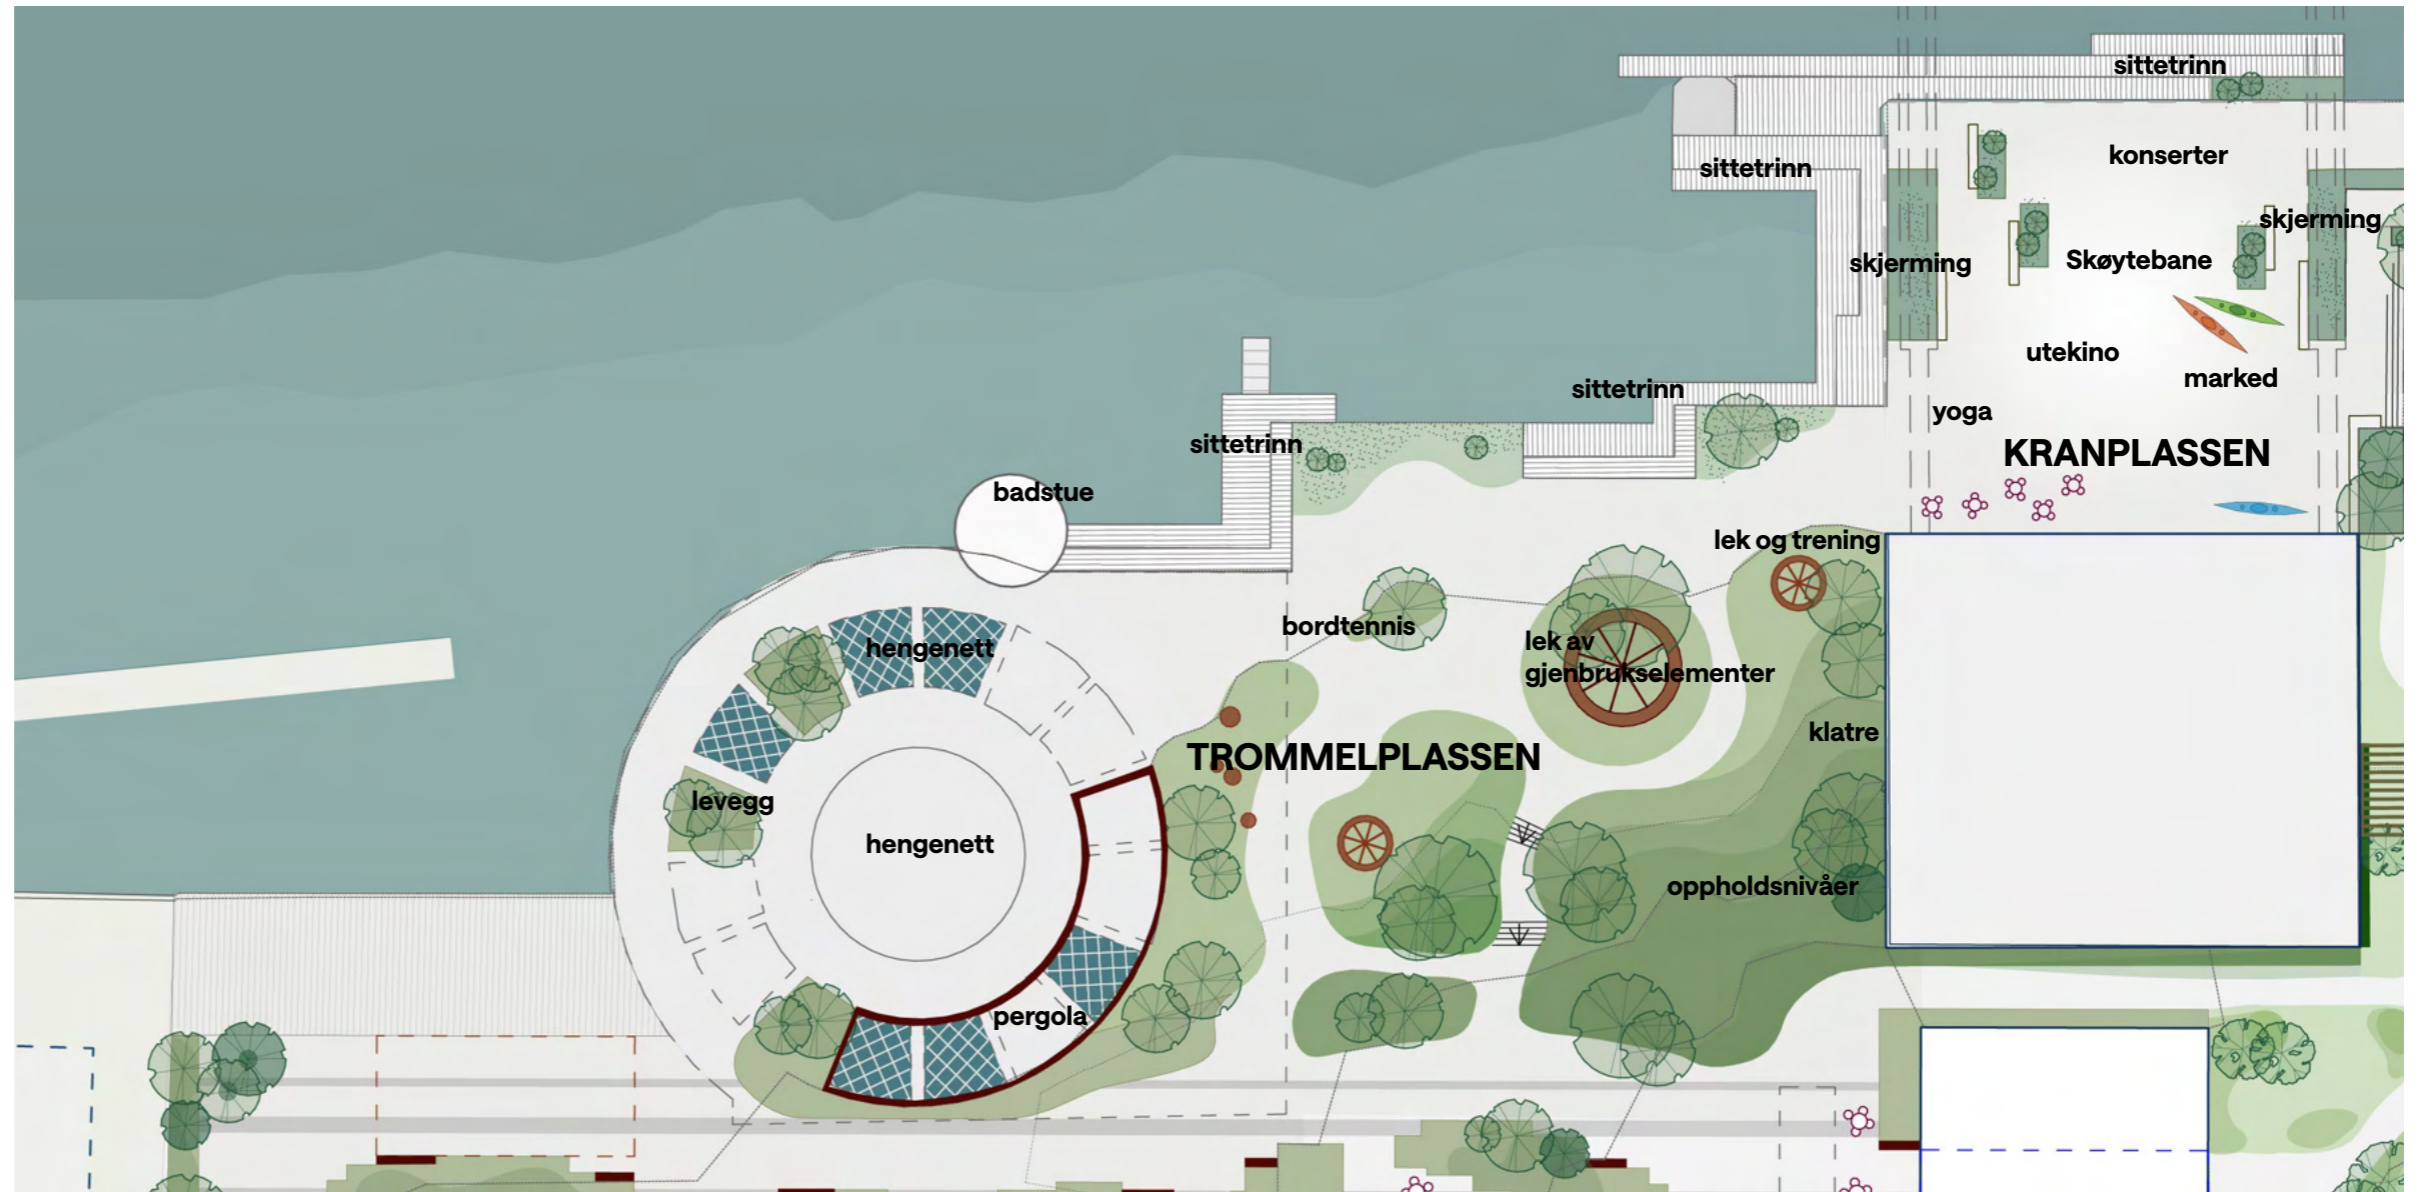 sittetrinn
konserter
sittetrinn
skjerming
skjerming
Skøytebane
utekino
marked
sittetrinn
yoga
sittetrinn
KRANPLASSEN
badstue
lek og trening
bordtennis
lek av
gjenbrukselementer
hengenett
klatre
TROMMELPLASSEN
levegg
hengenett
oppholdsnivåer
pergola